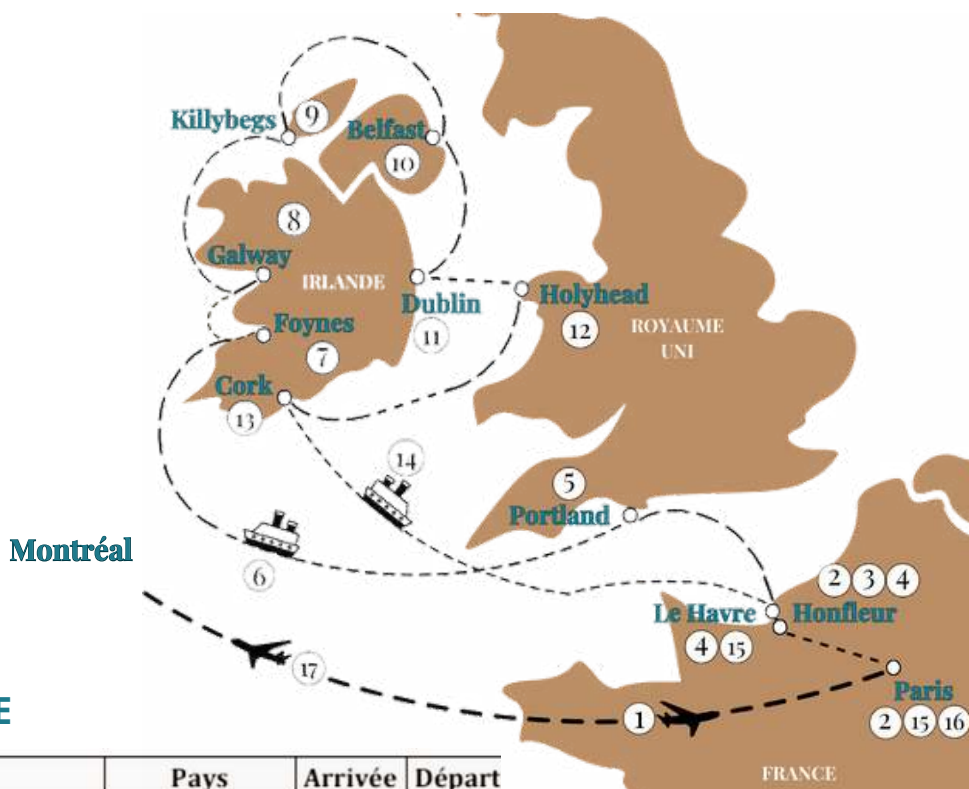 Killybegs
9
Belfast
10
8
Galway
IRLANDE
Dublin
11
Holyhead
12
ROYAUME
UNI
Foynes
7
Cork
13
14
5
Portland
Montréal
6
2 3 4
Le Havre
Honfleur
4 15
17
Paris
1
2 15 16
E
FRANCE
Pays
Arrivée
Départ